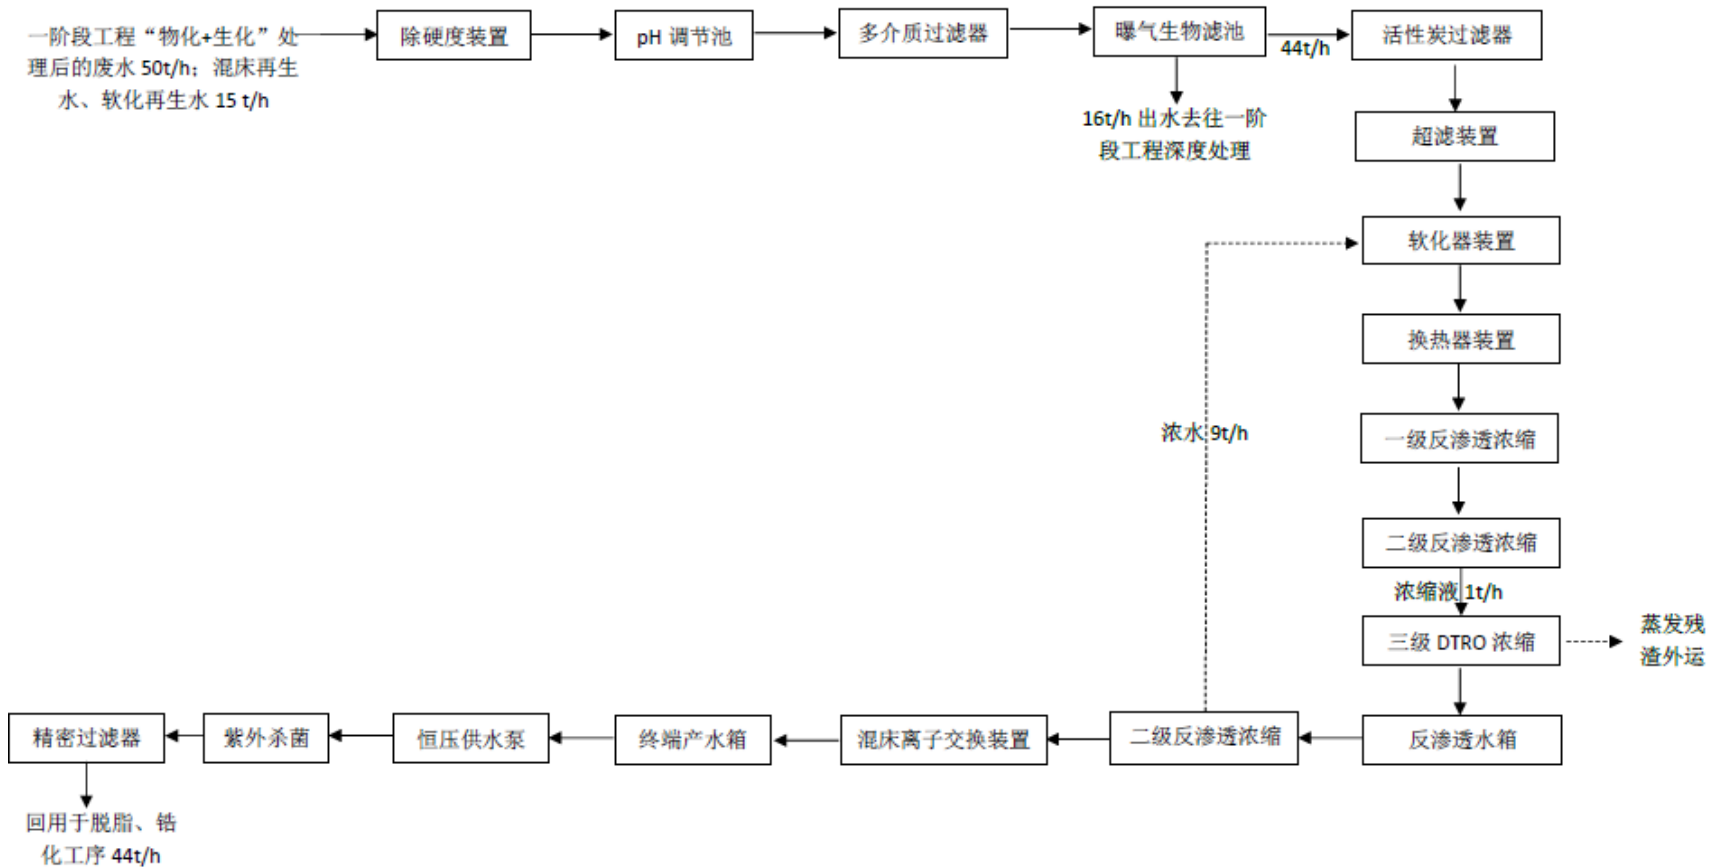 一阶段工程“物化+生化”处
理后的废水 50t/h；混床再生
水、软化再生水 15 t/h
除硬度装置
pH 调节池
多介质过滤器
曝气生物滤池
44t/h
活性炭过滤器
16t/h 出水去往一阶
段工程深度处理
超滤装置
软化器装置
换热器装置
浓水 9t/h
一级反渗透浓缩
二级反渗透浓缩
浓缩液 1t/h
三级 DTRO 浓缩
蒸发残
渣外运
精密过滤器
紫外杀菌
恒压供水泵
终端产水箱
混床离子交换装置
二级反渗透浓缩
反渗透水箱
回用于脱脂、锆
化工序 44t/h